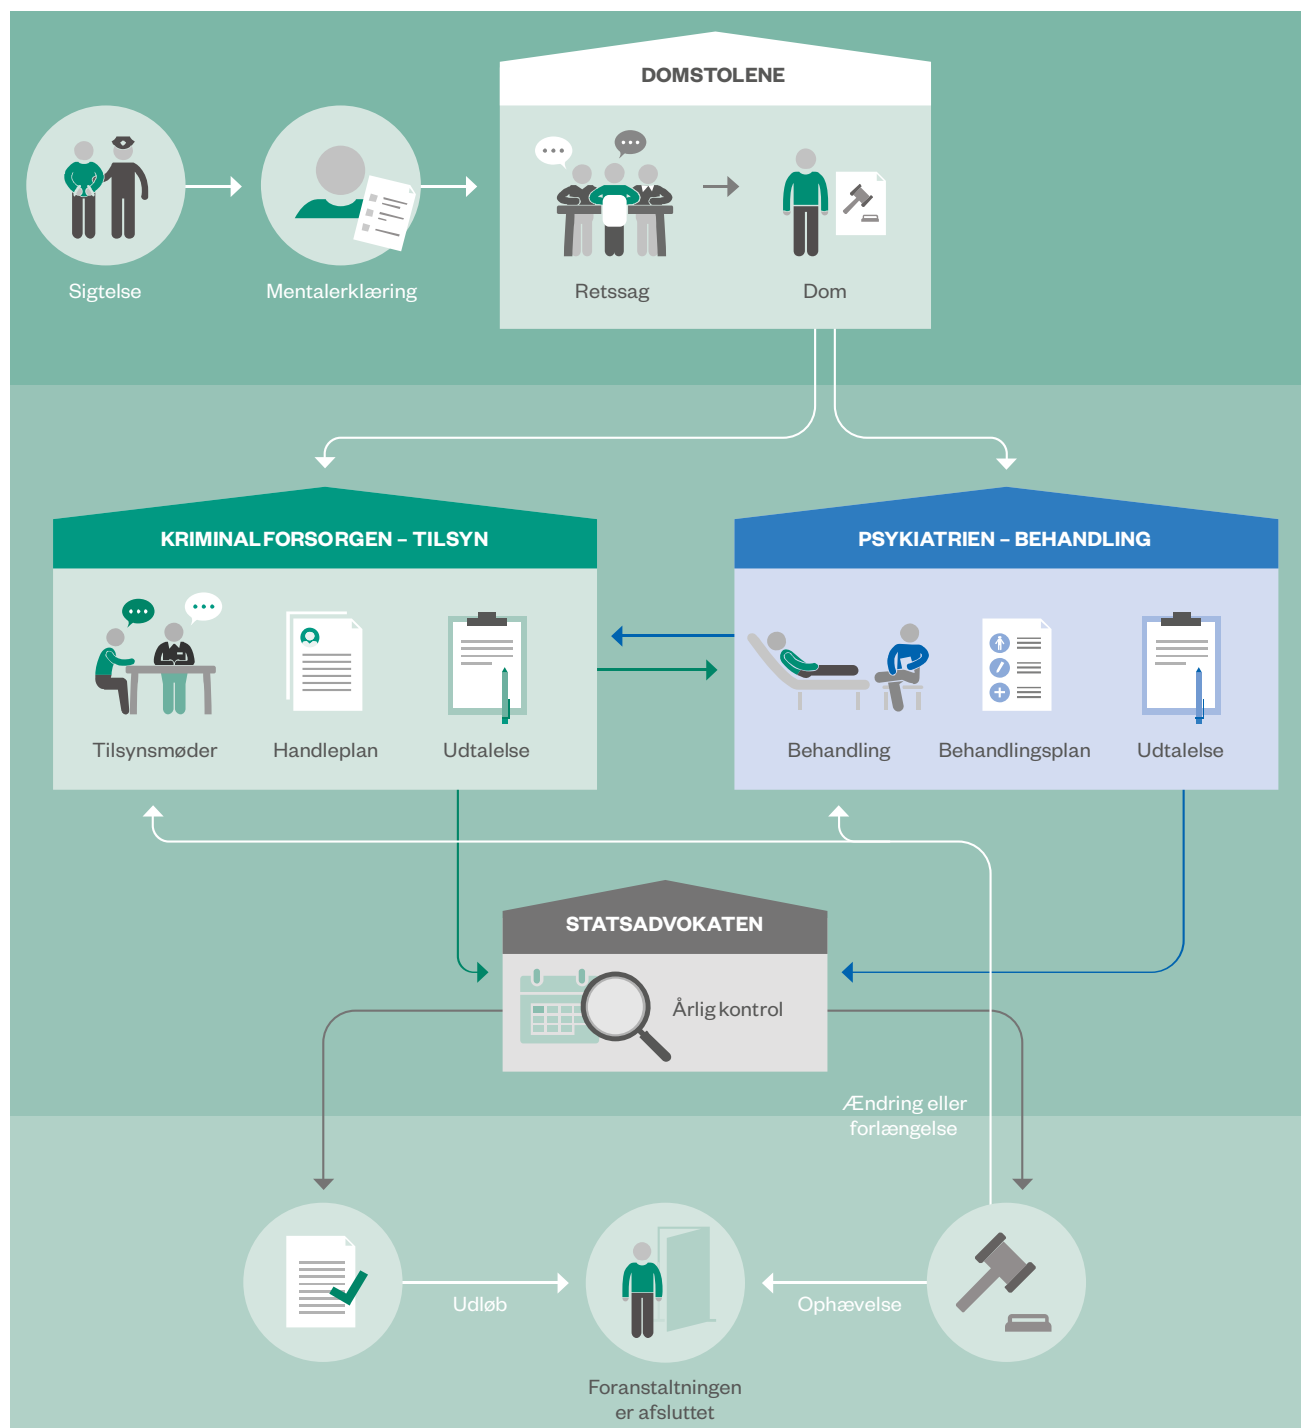 DOMSTOLENE
Sigtelse
Mentalerklæring
Retssag
Dom
KRIMINALFORSORGEN – TILSYN
PSYKIATRIEN – BEHANDLING
Tilsynsmøder
Handleplan
Udtalelse
Behandling
Behandlingsplan
Udtalelse
STATSADVOKATEN
Årlig kontrol
Ændring eller
forlængelse
Udløb
Ophævelse
Foranstaltningen
er afsluttet